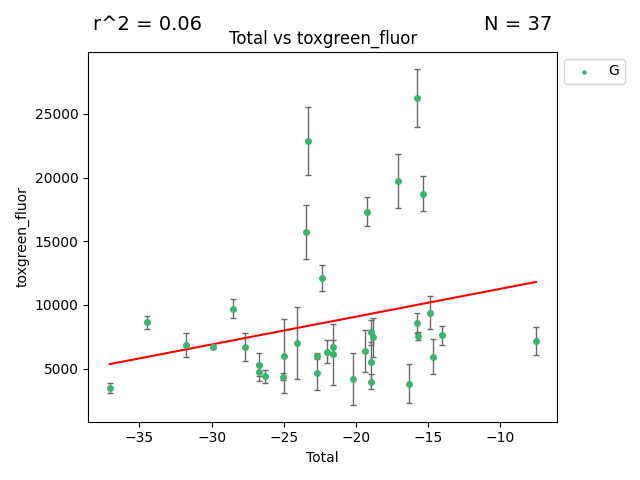 r^2 = 0.06
N = 37
Total vs toxgreen_fluor
G
25000
20000
15000
10000
5000
toxgreen_fluor
−35
−30
−25
−20
−15
−10
Total